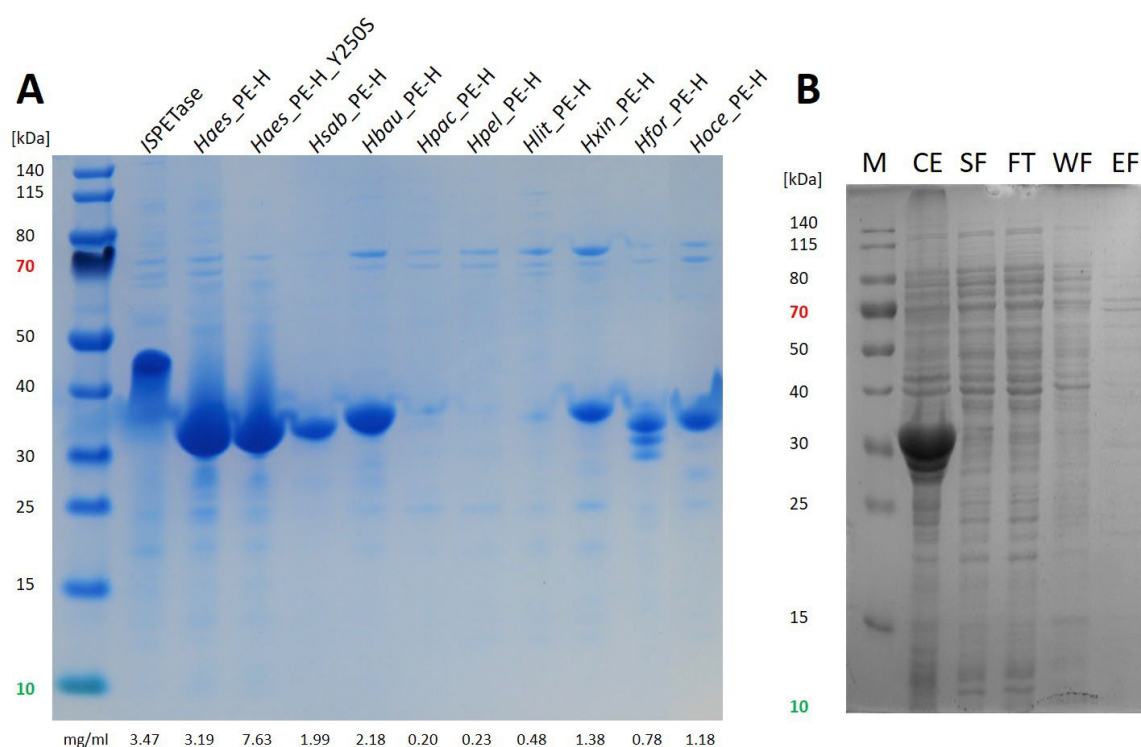 A
[kDa]
ISPETase
Haes_PE-H
Haes_PE-H_Y250S
Hsab_PE-H
Hbau_PE-H
Hpac_PE-H
Hpel_PE-H
Hlit_PE-H
Hxin_PE-H
Hfor_PE-H
Hoce_PE-H
140
115
80
70
50
40
30
25
15
10
mg/ml 3.47 3.19 7.63 1.99 2.18 0.20 0.23 0.48 1.38 0.78 1.18
B
[kDa]
M CE SF FT WF EF
140
115
80
70
50
40
30
25
15
10